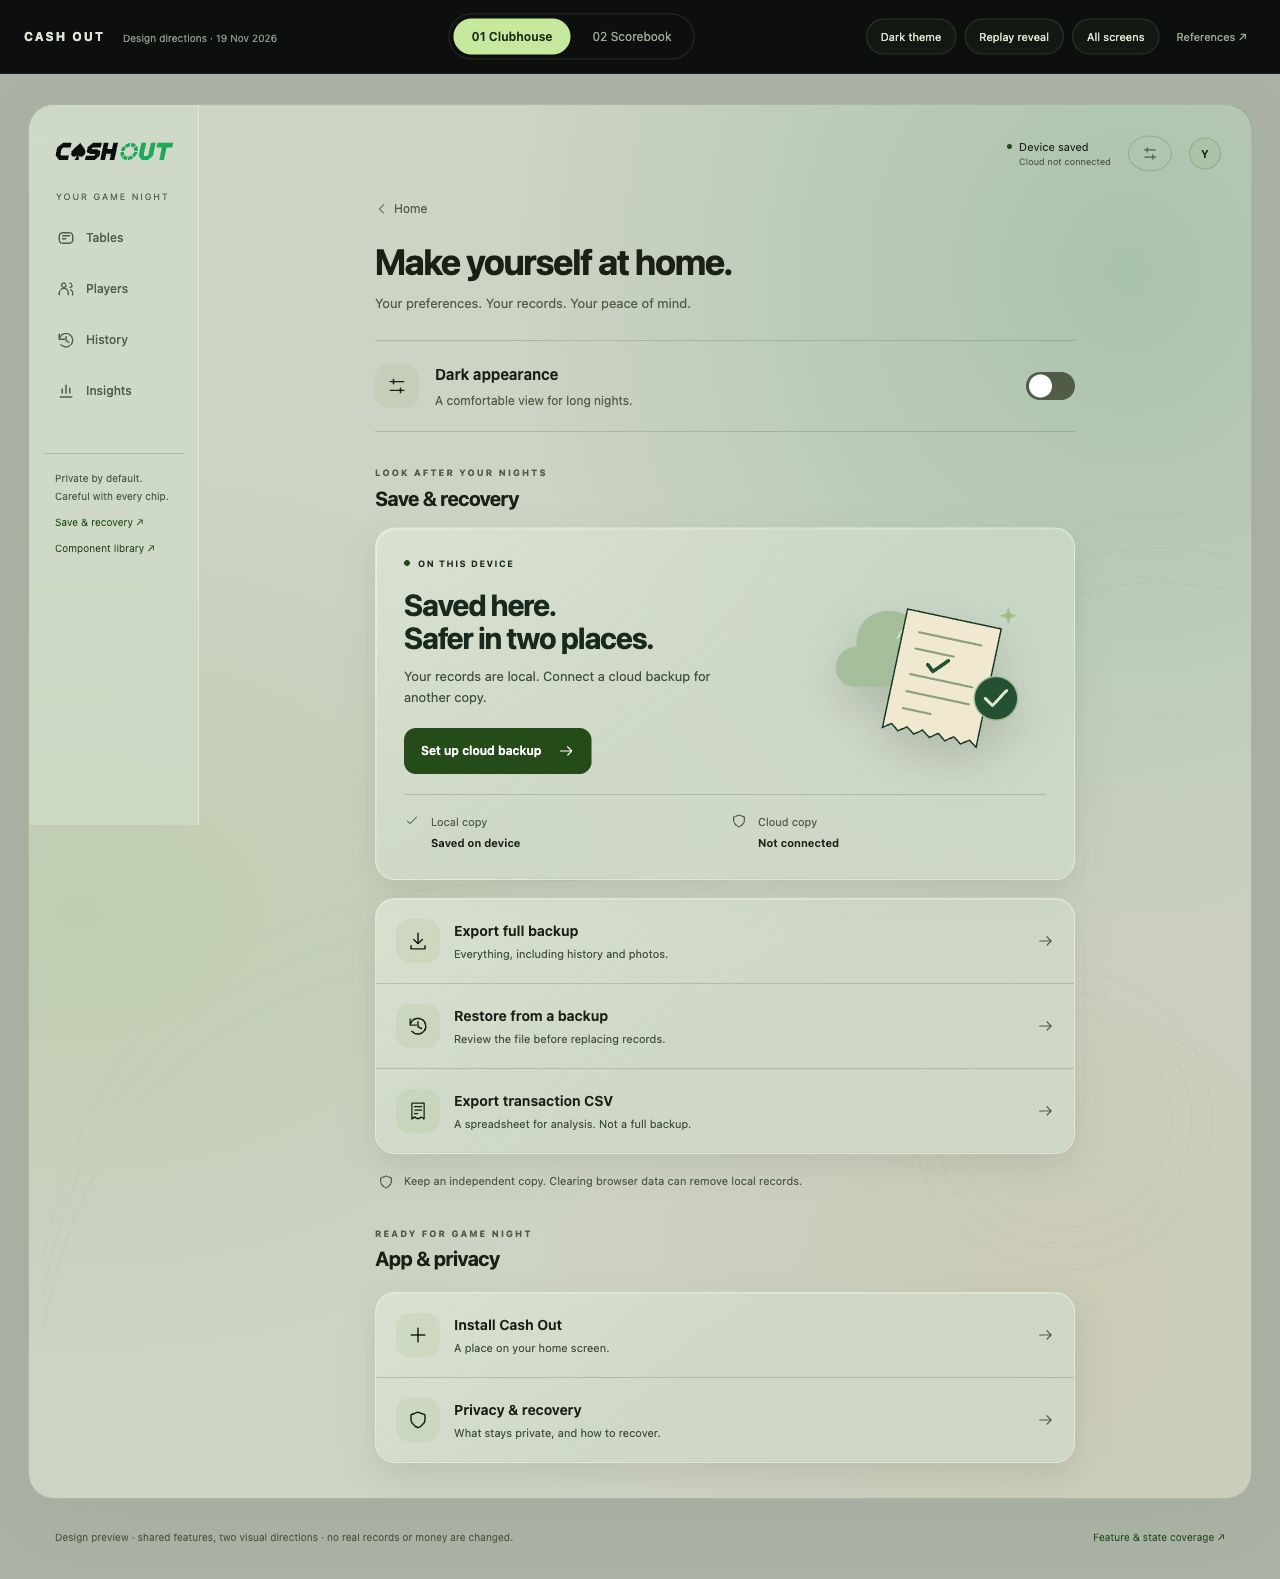 CASH OUT
Design directions · 19 Nov 2026
01 Clubhouse
02 Scorebook
Dark theme
Replay reveal
All screens
References ↗
CASH OUT
YOUR GAME NIGHT
Tables
Players
History
Insights
Private by default.
Careful with every chip.
Save & recovery ↗
Component library ↗
Device saved
Cloud not connected
Y
Home
Make yourself at home.
Your preferences. Your records. Your peace of mind.
Dark appearance
A comfortable view for long nights.
LOOK AFTER YOUR NIGHTS
Save & recovery
ON THIS DEVICE
Saved here.
Safer in two places.
Your records are local. Connect a cloud backup for
another copy.
Set up cloud backup
Local copy
Saved on device
Cloud copy
Not connected
Export full backup
Everything, including history and photos.
Restore from a backup
Review the file before replacing records.
Export transaction CSV
A spreadsheet for analysis. Not a full backup.
Keep an independent copy. Clearing browser data can remove local records.
READY FOR GAME NIGHT
App & privacy
Install Cash Out
A place on your home screen.
Privacy & recovery
What stays private, and how to recover.
Design preview · shared features, two visual directions · no real records or money are changed.
Feature & state coverage ↗